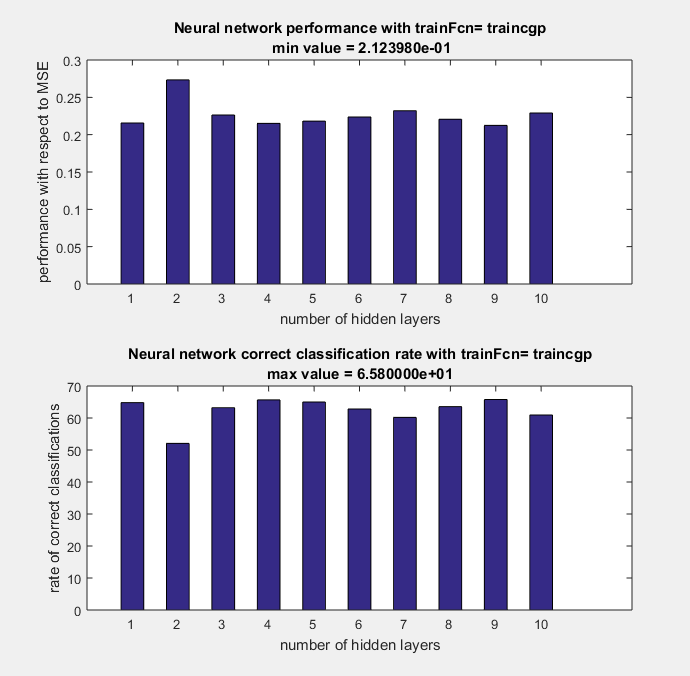 Neural network performance with trainFcn= traincgp
min value = 2.123980e-01
performance with respect to MSE
0.3
0.25
0.2
0.15
0.1
0.05
0
1 2 3 4 5 6 7 8 9 10
number of hidden layers
Neural network correct classification rate with trainFcn= traincgp
max value = 6.580000e+01
rate of correct classifications
70
60
50
40
30
20
10
0
1 2 3 4 5 6 7 8 9 10
number of hidden layers